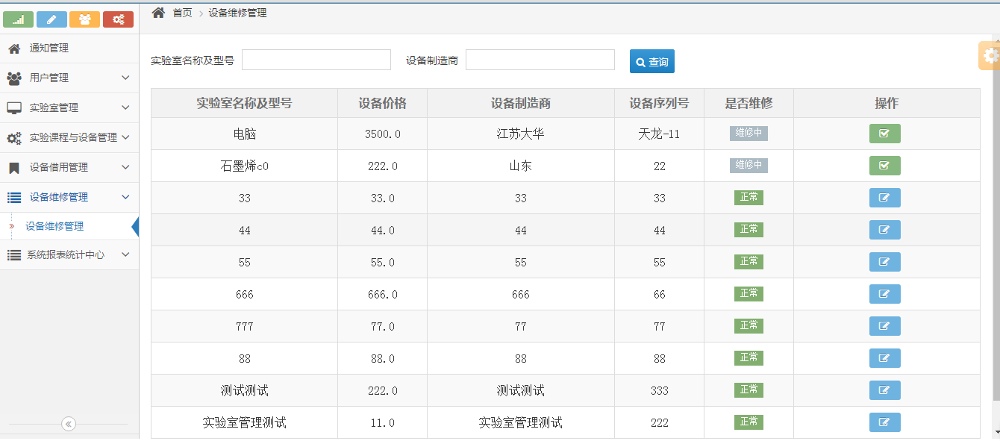 首页 设备维修管理
通知管理
用户管理
实验室管理
实验课程与设备管理
设备借用管理
设备维修管理
设备维修管理
系统报表统计中心
实验室名称及型号 设备制造商 查询
实验室名称及型号 设备价格 设备制造商 设备序列号 是否维修 操作
电脑 3500.0 江苏大华 天龙-11 维修中
石墨烯c0 222.0 山东 22 维修中
33 33.0 33 33 正常
44 44.0 44 44 正常
55 55.0 55 55 正常
666 666.0 666 66 正常
777 77.0 77 77 正常
88 88.0 88 88 正常
测试测试 222.0 测试测试 333 正常
实验室管理测试 11.0 实验室管理测试 222 正常